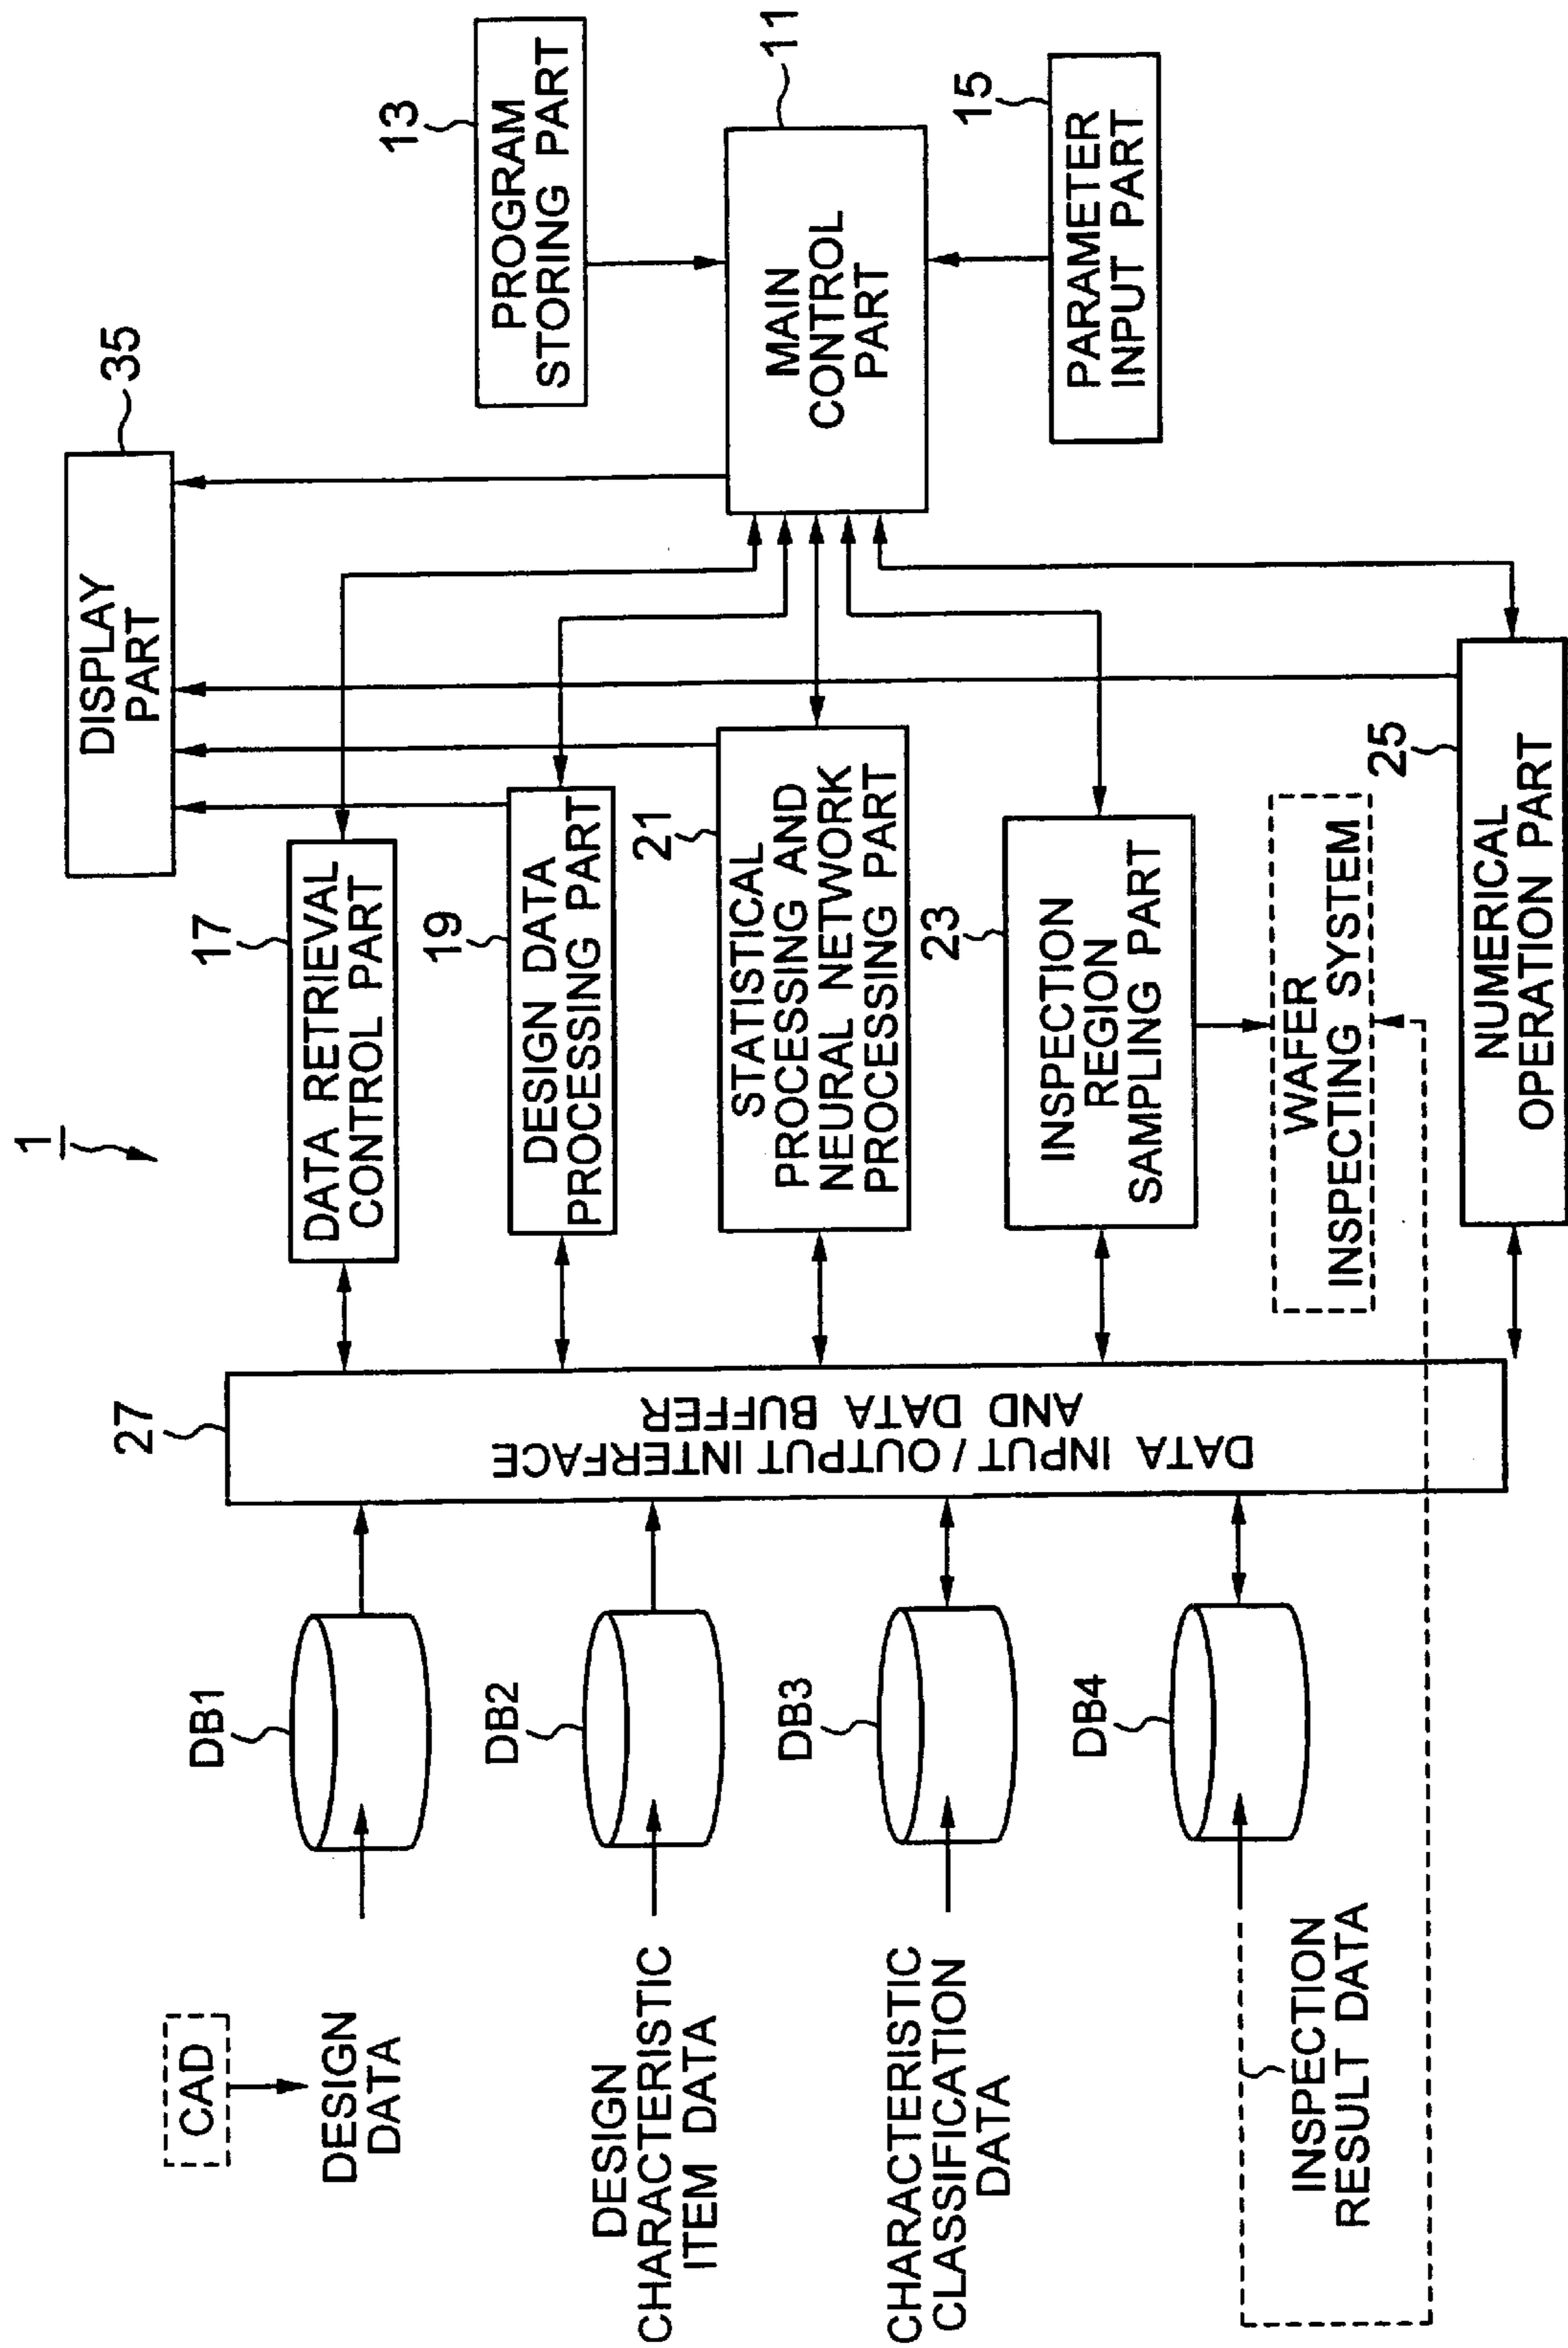 1
35
DISPLAY
PART
13
PROGRAM
STORING PART
11
MAIN
CONTROL
PART
15
PARAMETER
INPUT PART
17
DATA RETRIEVAL
CONTROL PART
19
DESIGN DATA
PROCESSING PART
21
STATISTICAL
PROCESSING AND
NEURAL NETWORK
PROCESSING PART
23
INSPECTION
REGION
SAMPLING PART
WAFER
INSPECTING SYSTEM
25
NUMERICAL
OPERATION PART
27
DATA INPUT / OUTPUT INTERFACE
AND DATA BUFFER
DB1
DB2
DB3
DB4
CAD
DESIGN
DATA
DESIGN
CHARACTERISTIC
ITEM DATA
CHARACTERISTIC
CLASSIFICATION
DATA
INSPECTION
RESULT DATA